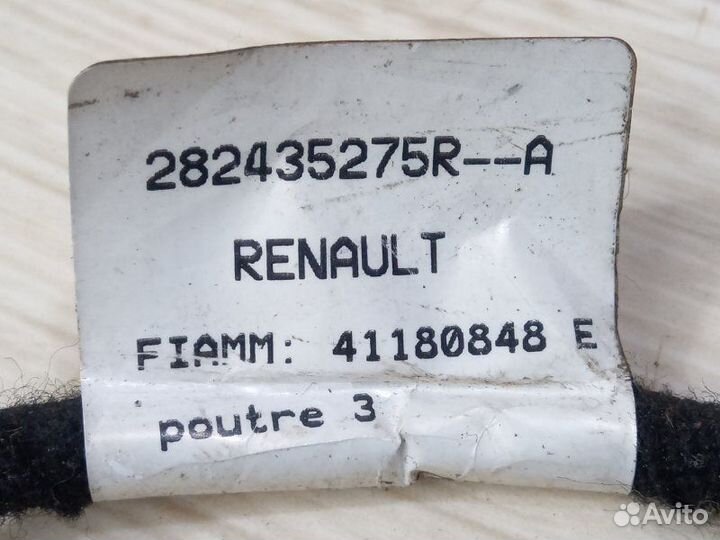 282435275R--A
RENAULT
FIAMM: 41180848 E
poutre 3
Avito